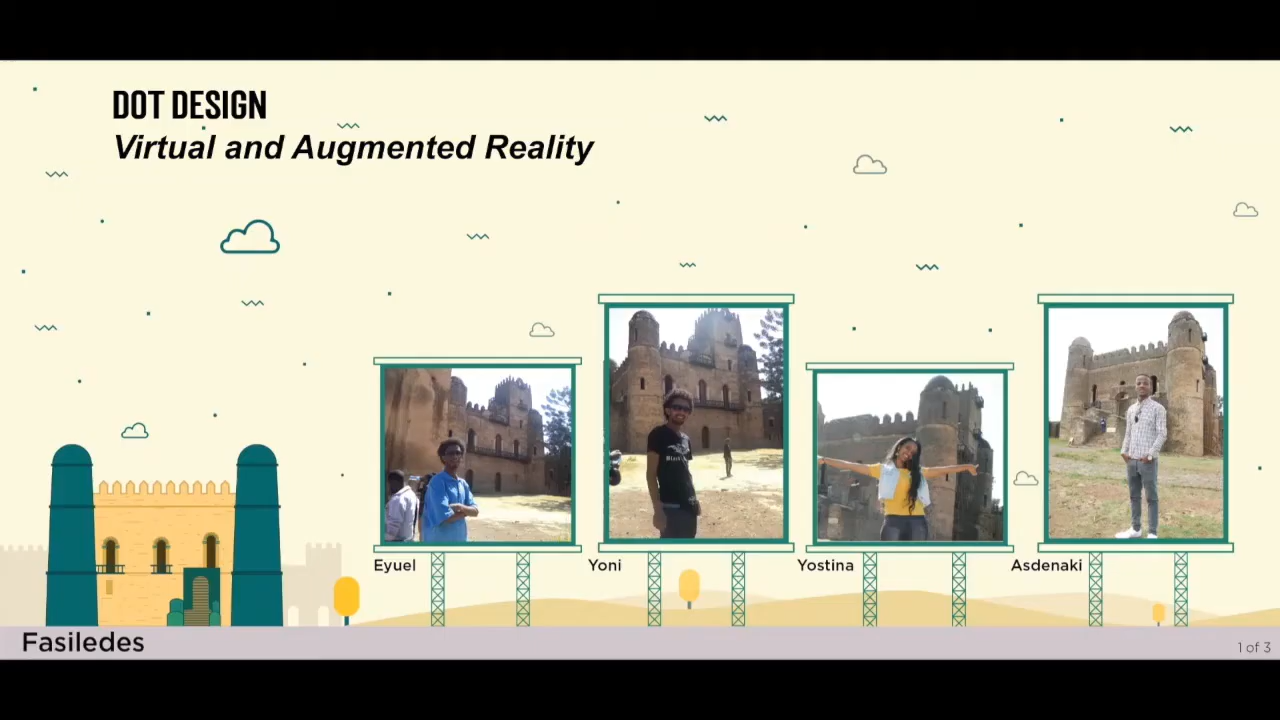 DOT DESIGN
Virtual and Augmented Reality
Eyuel
Yoni
Yostina
Asdenaki
Fasiledes
1 of 3